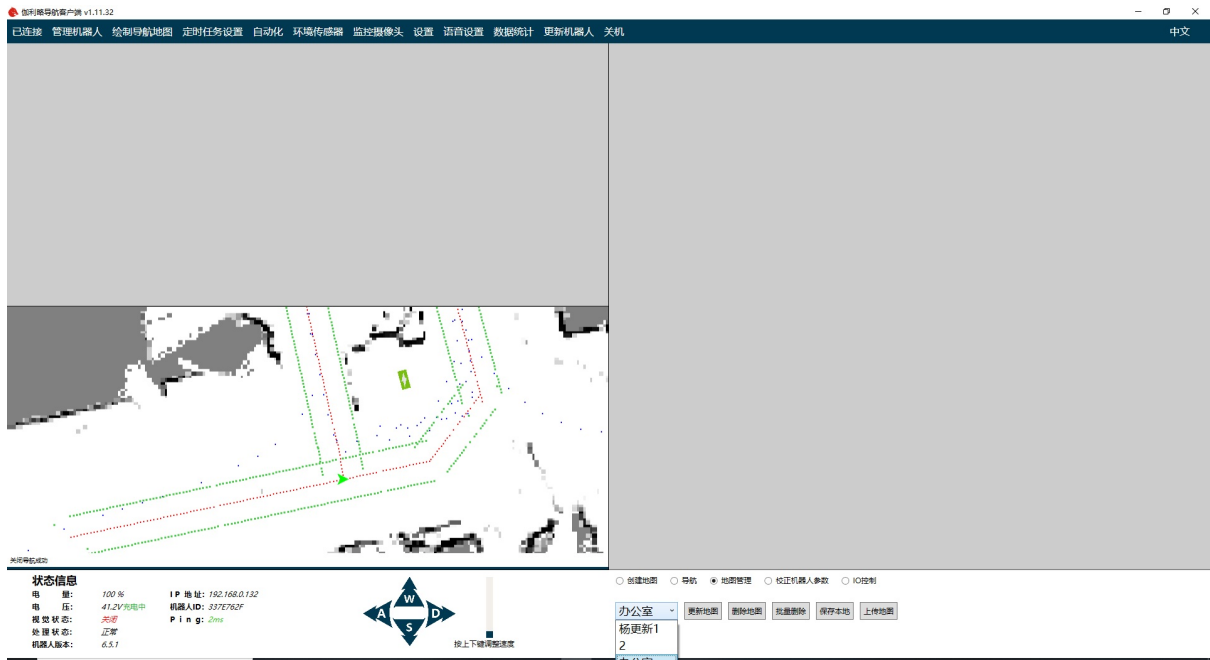 伽利略导航客户端 v1.11.32
已连接 管理机器人 绘制导航地图 定时任务设置 自动化 环境传感器 监控摄像头 设置 语音设置 数据统计 更新机器人 关机 中文
关闭导航成功
状态信息
电 量: 100 % I P 地 址: 192.168.0.132
电 压: 41.2V充电中 机器人ID: 337E762F
视 觉 状 态: 关闭 P i n g: 2ms
处 理 状 态: 正常
机器人版本: 6.5.1
W
A D
S
按上下键调整速度
创建地图 导航 地图管理 校正机器人参数 IO控制
办公室 更新地图 删除地图 批量删除 保存本地 上传地图
杨更新1
2
办公室